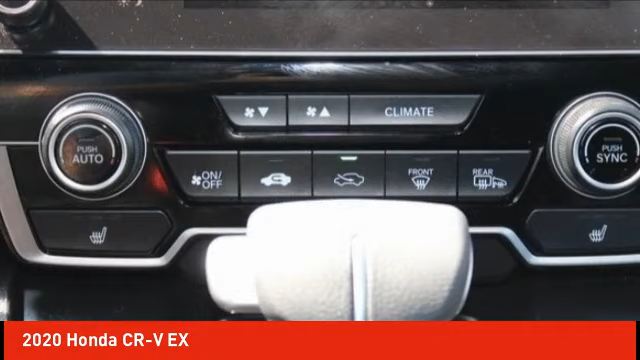 CLIMATE
PUSH
AUTO
PUSH
SYNC
ON/
OFF
FRONT
REAR
2020 Honda CR-V EX